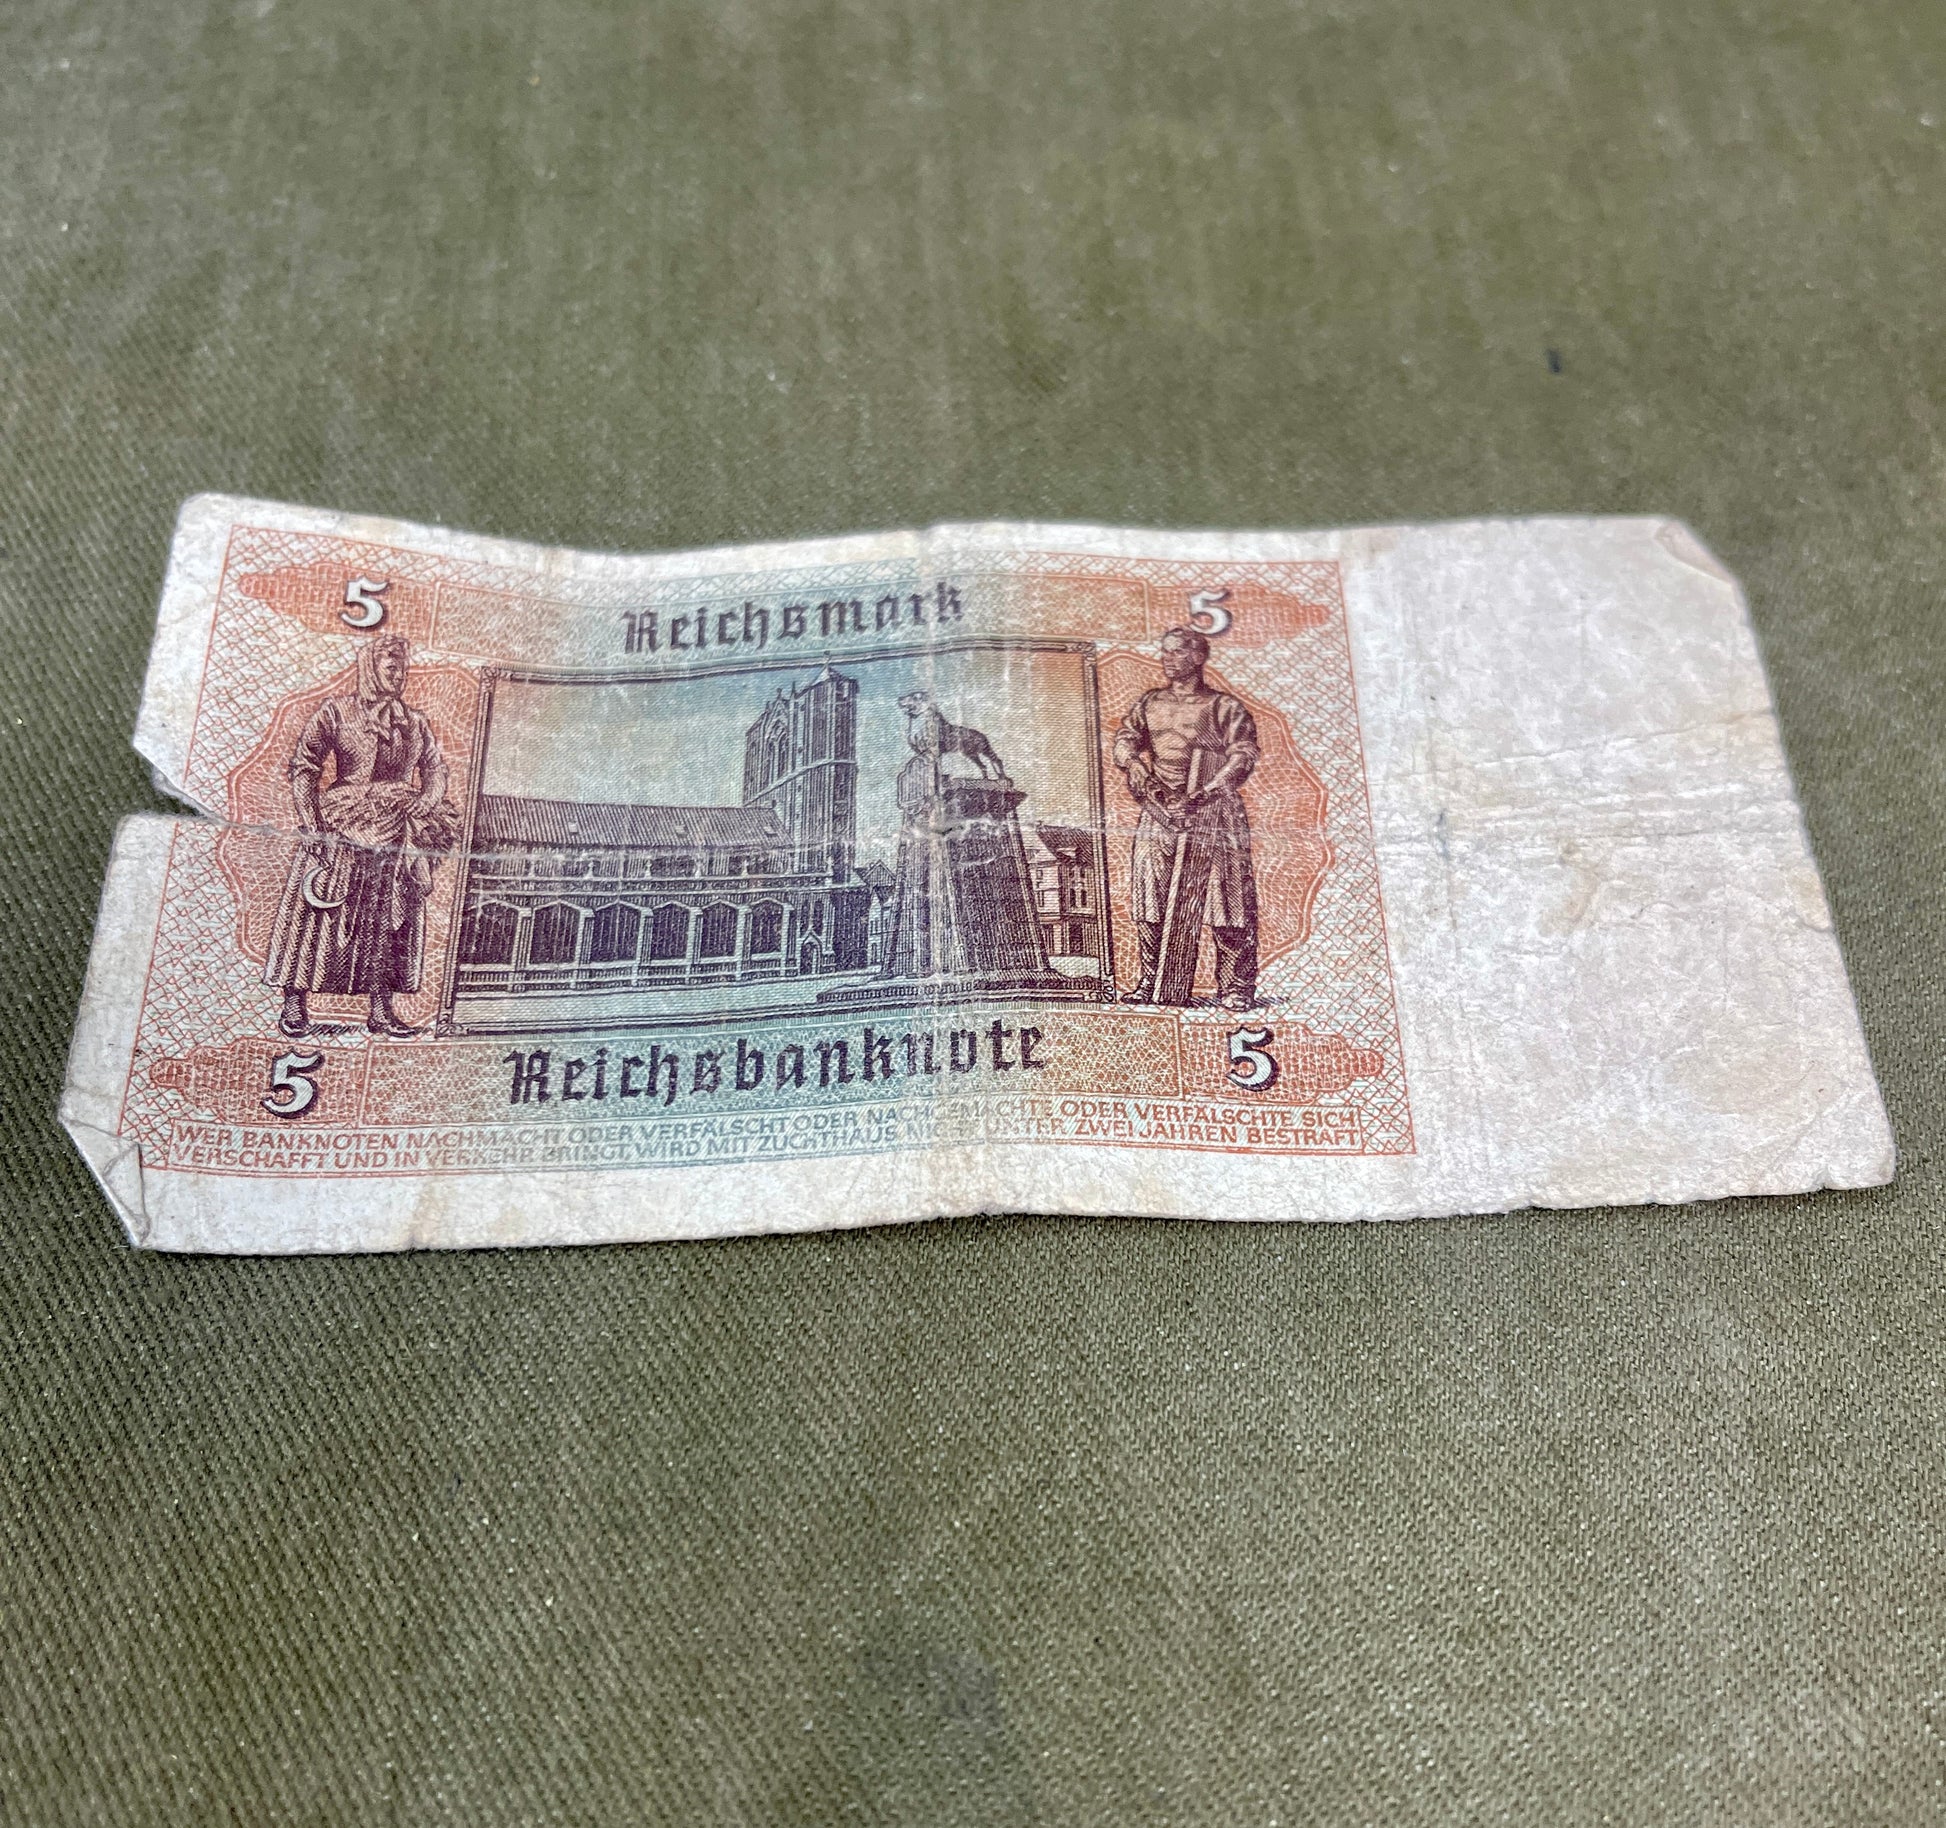 5 Reichsmark 5
5 Reichsbanknote 5
WER BANKNOTEN NACHMACHT ODER VERFÄLSCHT ODER NACHGEMACHTE ODER VERFÄLSCHTE SICH
VERSCHAFFT UND IN VERKEHR BRINGT, WIRD MIT ZUCHTHAUS NICHT UNTER ZWEI JAHREN BESTRAFT